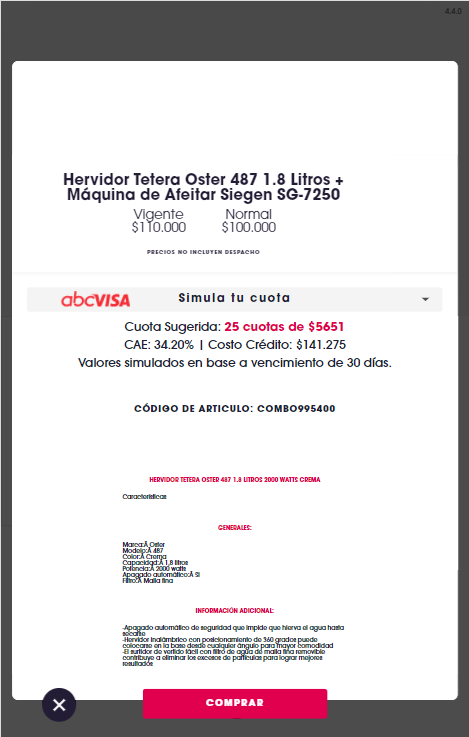 4.4.0
Hervidor Tetera Oster 487 1.8 Litros +
Máquina de Afeitar Siegen SG-7250
Vigente Normal
$110.000 $100.000
PRECIOS NO INCLUYEN DESPACHO
abcVISA Simula tu cuota
Cuota Sugerida: 25 cuotas de $5651
CAE: 34.20% | Costo Crédito: $141.275
Valores simulados en base a vencimiento de 30 días.
CÓDIGO DE ARTICULO: COMBO995400
HERVIDOR TETERA OSTER 487 1.8 LITROS 2000 WATTS CREMA
Características
GENERALES:
Marca:Â Oster
Modelo:Â 487
Color:Â Crema
Capacidad:Â 1,8 litros
Potencia:Â 2000 watts
Apagado automático:Â Sí
Filtro:Â Malla fina
INFORMACIÓN ADICIONAL:
-Apagado automático de seguridad que impide que hierva el agua hasta
secarse
-Hervidor inalámbrico con posicionamiento de 360 grados puede
colocarse en la base desde cualquier ángulo para mayor comodidad
-El surtidor de vertido fácil con filtro de agua de malla fina removible
contribuye a eliminar los excesos de partículas para lograr mejores
resultados
COMPRAR